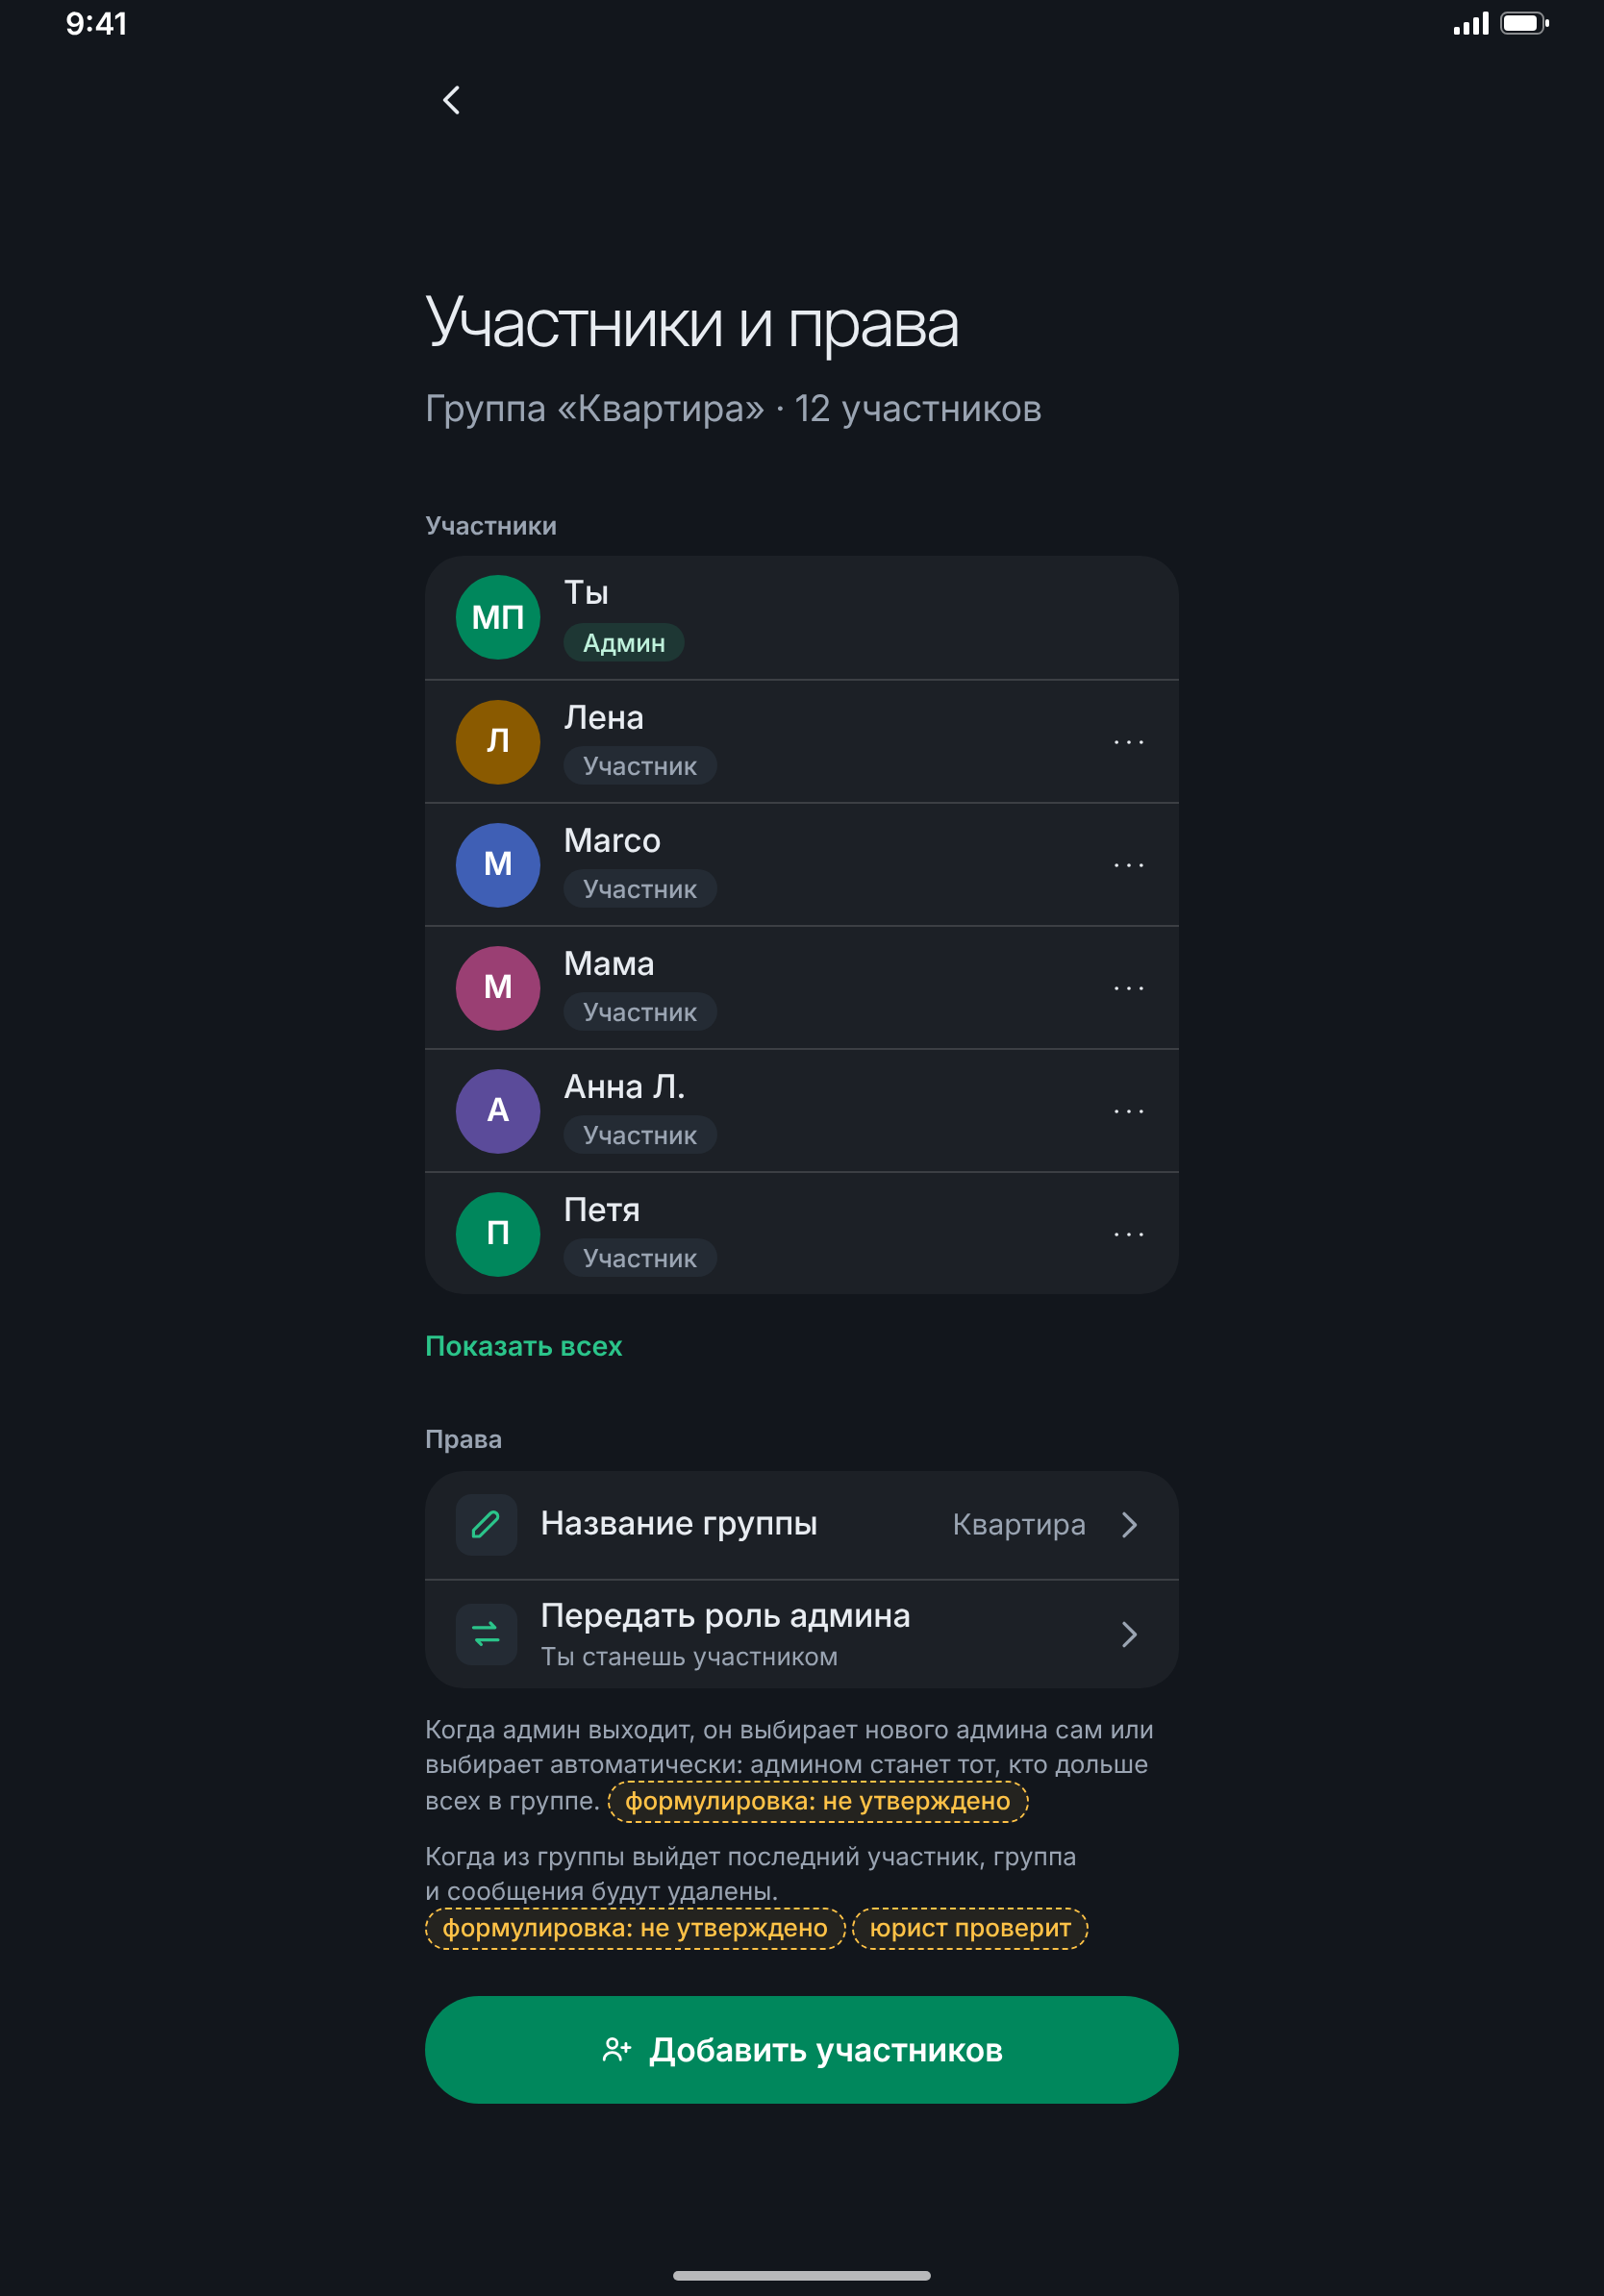 9:41
Участники и права
Группа «Квартира» · 12 участников
Участники
МП
Ты
Админ
Л
Лена
Участник
M
Marco
Участник
М
Мама
Участник
А
Анна Л.
Участник
П
Петя
Участник
Показать всех
Права
Название группы
Квартира
Передать роль админа
Ты станешь участником
Когда админ выходит, он выбирает нового админа сам или
выбирает автоматически: админом станет тот, кто дольше
всех в группе. формулировка: не утверждено
Когда из группы выйдет последний участник, группа
и сообщения будут удалены.
формулировка: не утверждено юрист проверит
Добавить участников